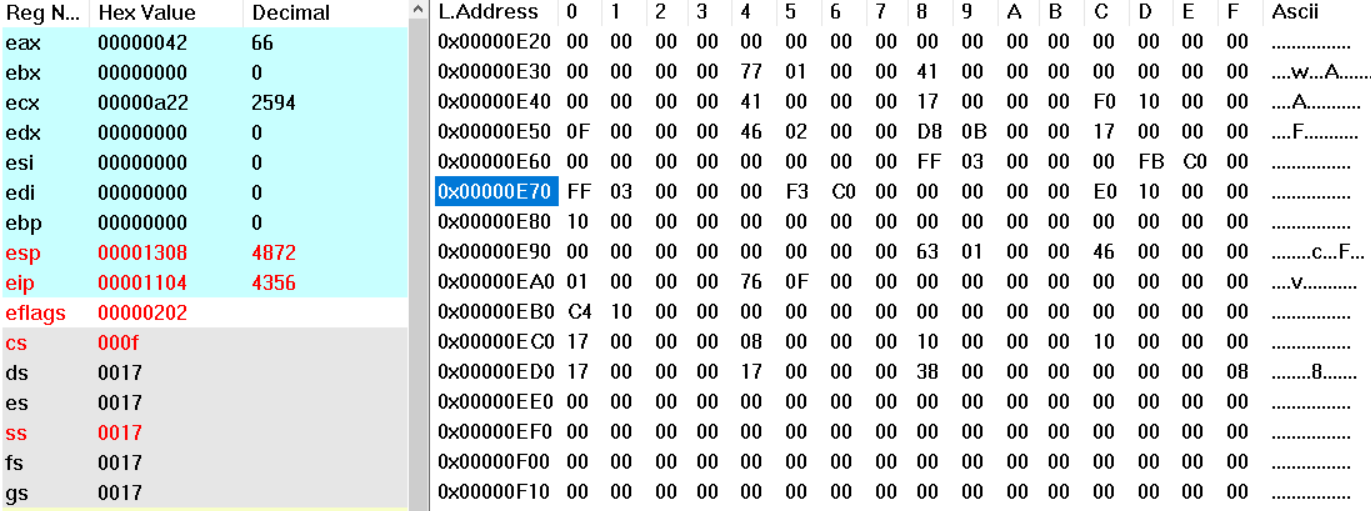 Reg N... Hex Value Decimal L.Address 0 1 2 3 4 5 6 7 8 9 A B C D E F Ascii
eax 00000042 66 0x00000E20 00 00 00 00 00 00 00 00 00 00 00 00 00 00 00 00 ................
ebx 00000000 0 0x00000E30 00 00 00 00 77 01 00 00 41 00 00 00 00 00 00 00 ....w...A.......
ecx 00000a22 2594 0x00000E40 00 00 00 00 41 00 00 00 17 00 00 00 F0 10 00 00 ....A...........
edx 00000000 0 0x00000E50 0F 00 00 00 46 02 00 00 D8 0B 00 00 17 00 00 00 ....F...........
esi 00000000 0 0x00000E60 00 00 00 00 00 00 00 00 FF 03 00 00 00 FB C0 00 ................
edi 00000000 0 0x00000E70 FF 03 00 00 00 F3 C0 00 00 00 00 00 E0 10 00 00 ................
ebp 00000000 0 0x00000E80 10 00 00 00 00 00 00 00 00 00 00 00 00 00 00 00 ................
esp 00001308 4872 0x00000E90 00 00 00 00 00 00 00 00 63 01 00 00 46 00 00 00 ........c...F...
eip 00001104 4356 0x00000EA0 01 00 00 00 76 0F 00 00 00 00 00 00 00 00 00 00 ....v...........
eflags 00000202 0x00000EB0 C4 10 00 00 00 00 00 00 00 00 00 00 00 00 00 00 ................
cs 000f 0x00000EC0 17 00 00 00 08 00 00 00 10 00 00 00 10 00 00 00 ................
ds 0017 0x00000ED0 17 00 00 00 17 00 00 00 38 00 00 00 00 00 00 08 ........8.......
es 0017 0x00000EE0 00 00 00 00 00 00 00 00 00 00 00 00 00 00 00 00 ................
ss 0017 0x00000EF0 00 00 00 00 00 00 00 00 00 00 00 00 00 00 00 00 ................
fs 0017 0x00000F00 00 00 00 00 00 00 00 00 00 00 00 00 00 00 00 00 ................
gs 0017 0x00000F10 00 00 00 00 00 00 00 00 00 00 00 00 00 00 00 00 ................